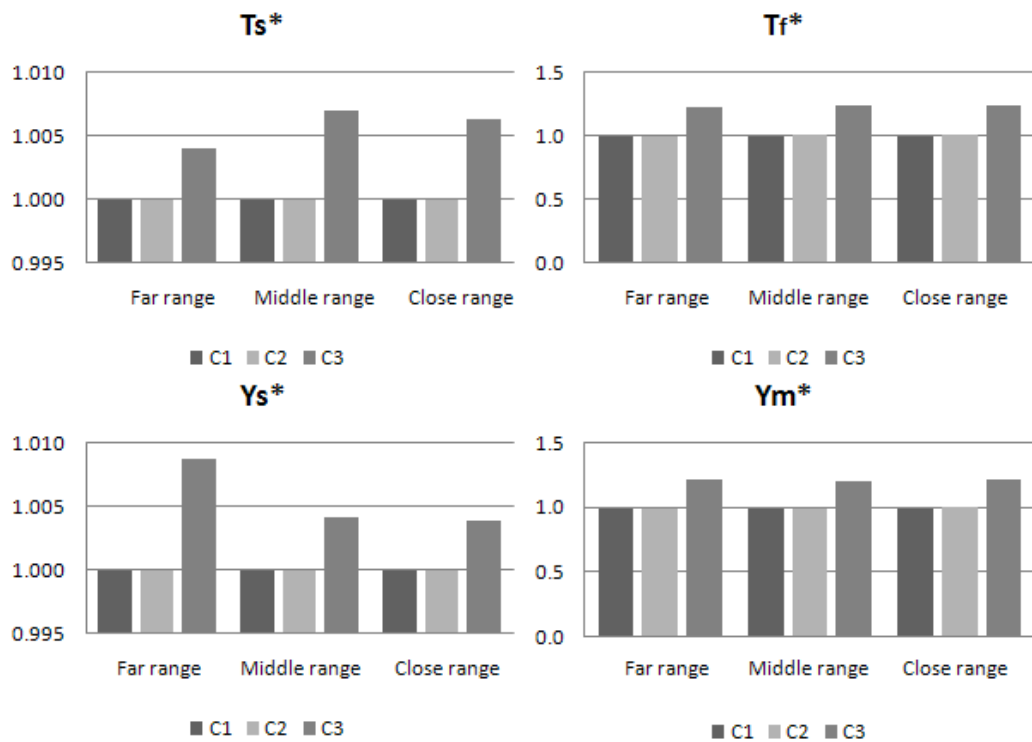 Ts*
1.010
1.005
1.000
0.995
Far range Middle range Close range
C1 C2 C3
Tf*
1.5
1.0
0.5
0.0
Far range Middle range Close range
C1 C2 C3
Ys*
1.010
1.005
1.000
0.995
Far range Middle range Close range
C1 C2 C3
Ym*
1.5
1.0
0.5
0.0
Far range Middle range Close range
C1 C2 C3